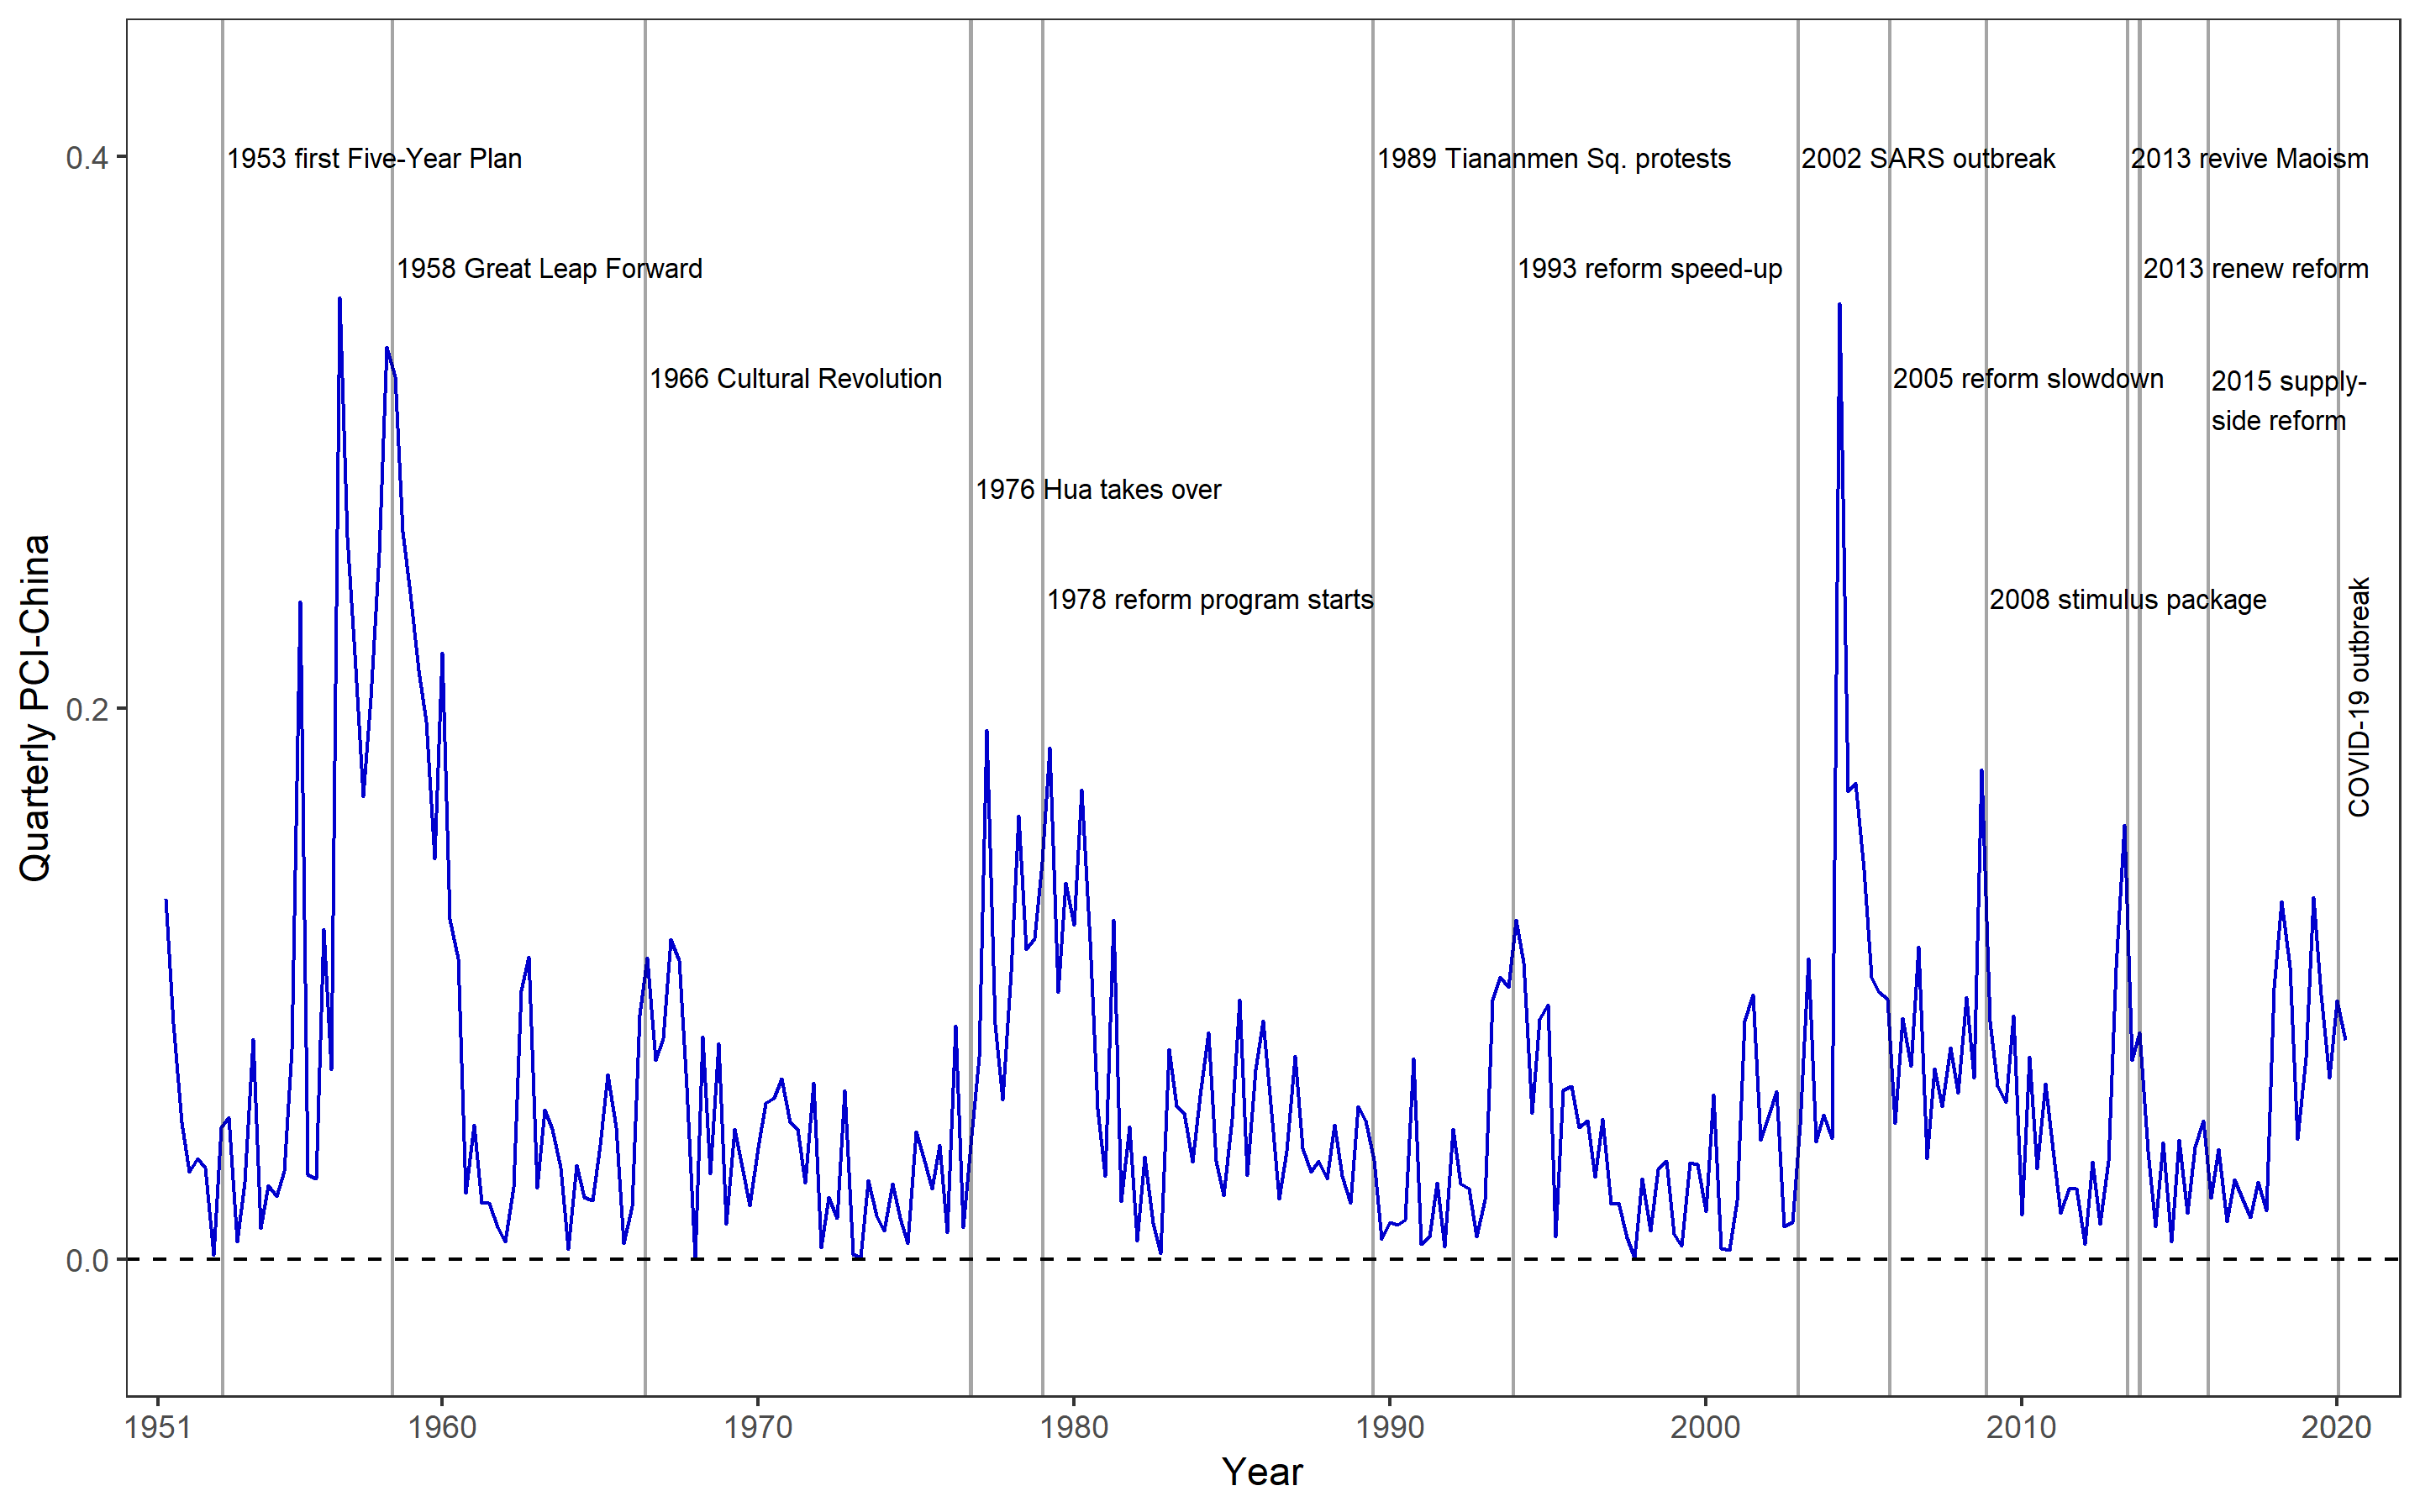 1953 first Five-Year Plan
1989 Tiananmen Sq. protests
2002 SARS outbreak
2013 revive Maoism
1958 Great Leap Forward
1993 reform speed-up
2013 renew reform
1966 Cultural Revolution
2005 reform slowdown
2015 supply-
side reform
1976 Hua takes over
1978 reform program starts
2008 stimulus package
COVID-19 outbreak
Quarterly PCI-China
0.4
0.2
0.0
1951
1960
1970
1980
1990
2000
2010
2020
Year